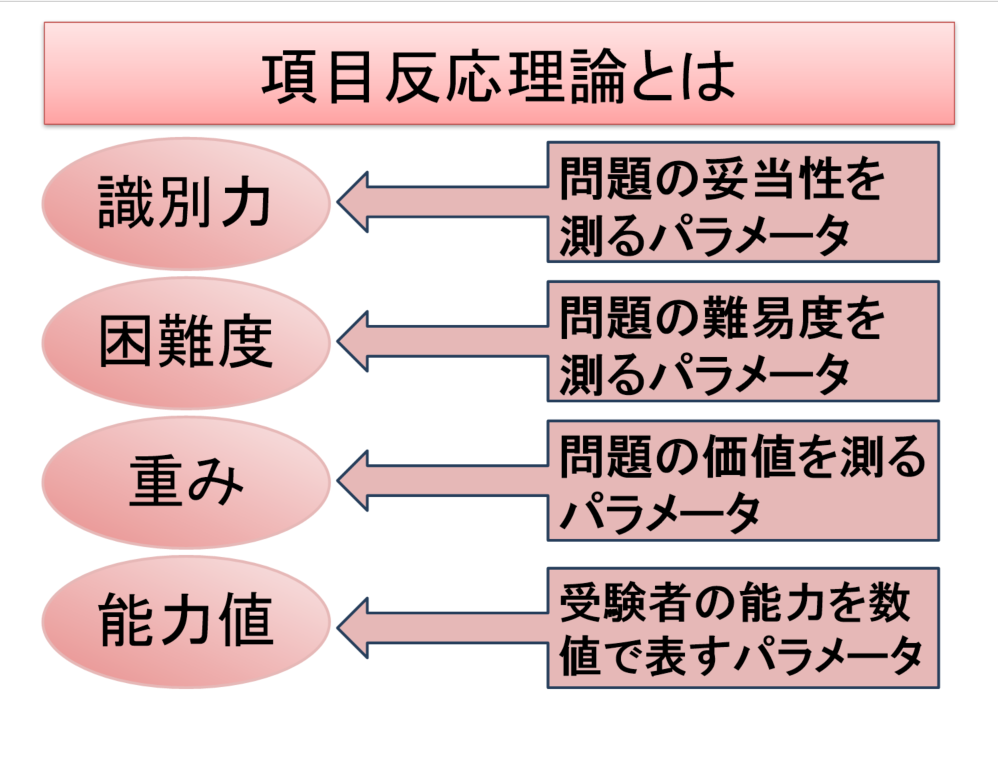 項目反応理論とは
識別力
問題の妥当性を
測るパラメータ
困難度
問題の難易度を
測るパラメータ
重み
問題の価値を測る
パラメータ
能力値
受験者の能力を数
値で表すパラメータ